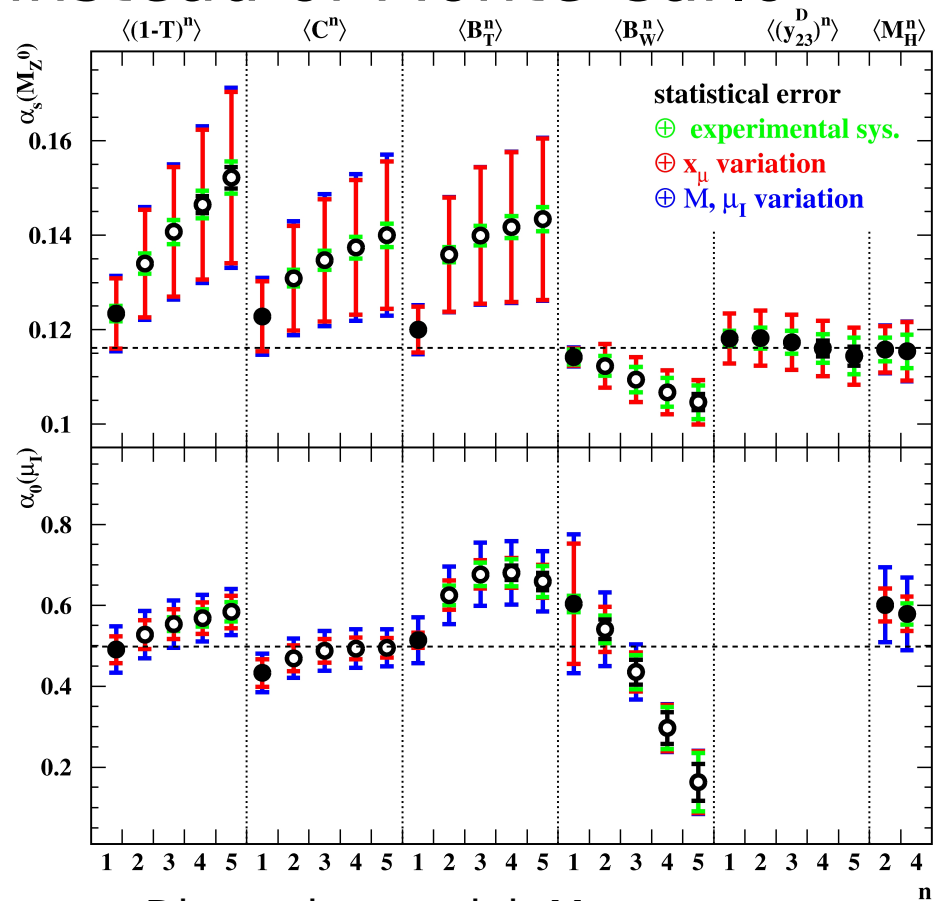 ⟨(1-T)ⁿ⟩ ⟨Cⁿ⟩ ⟨B_Tⁿ⟩ ⟨B_Wⁿ⟩ ⟨(y₂₃ᴰ)ⁿ⟩ ⟨M_Hⁿ⟩
α_s(M_Z⁰)
statistical error
⊕ experimental sys.
⊕ x_μ variation
⊕ M, μ_I variation
0.16
0.14
0.12
0.1
α₀(μ_I)
0.8
0.6
0.4
0.2
1 2 3 4 5 1 2 3 4 5 1 2 3 4 5 1 2 3 4 5 1 2 3 4 5 2 4
n